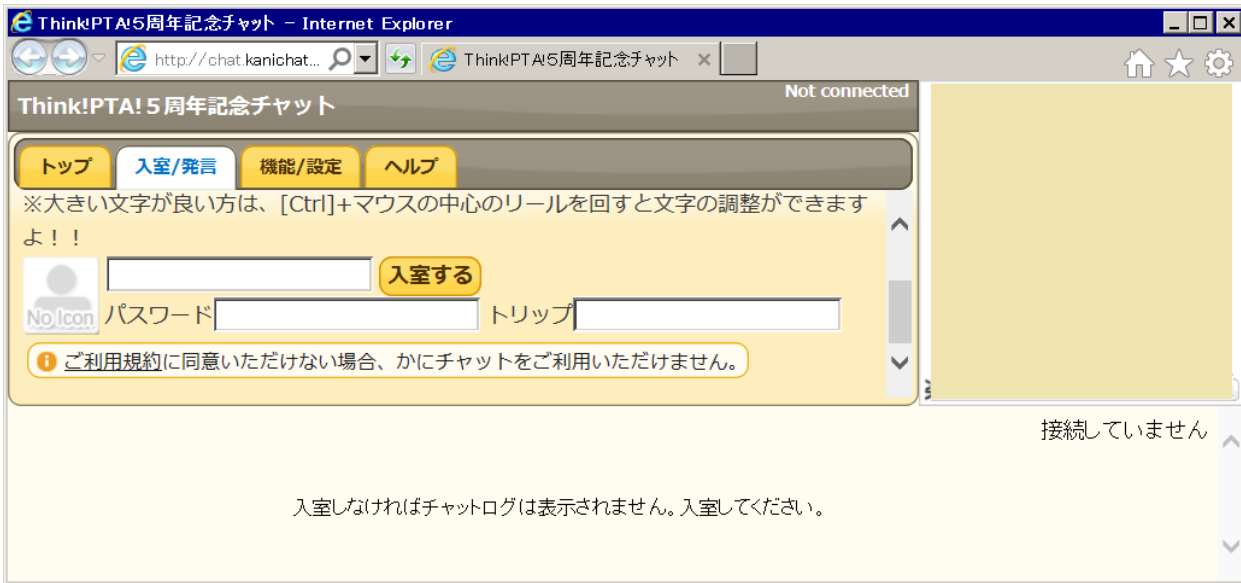 Think!PTA!5周年記念チャット - Internet Explorer
http://chat.kanichat... Think!PTA!5周年記念チャット
Think!PTA!５周年記念チャット
Not connected
トップ 入室/発言 機能/設定 ヘルプ
※大きい文字が良い方は、[Ctrl]+マウスの中心のリールを回すと文字の調整ができます
よ！！
入室する
No Icon パスワード トリップ
ご利用規約に同意いただけない場合、かにチャットをご利用いただけません。
接続していません
入室しなければチャットログは表示されません。入室してください。